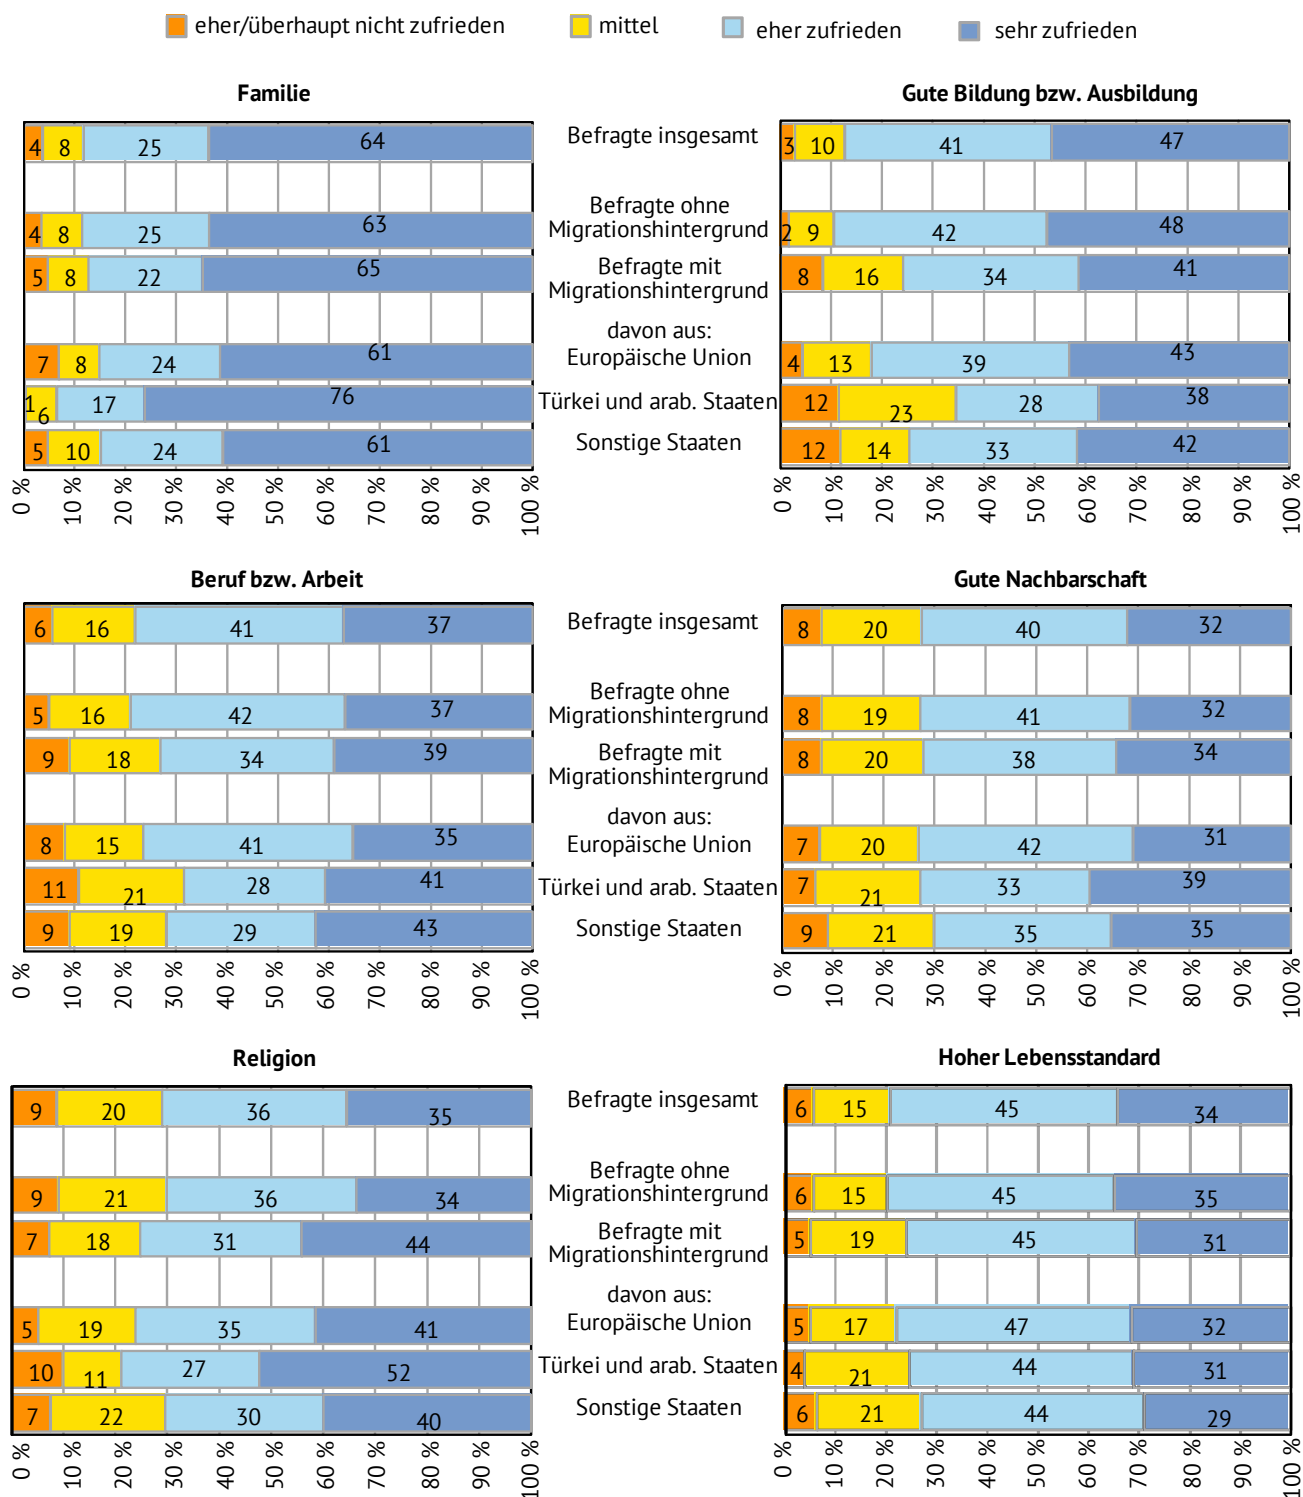 eher/überhaupt nicht zufrieden mittel eher zufrieden sehr zufrieden
Familie Gute Bildung bzw. Ausbildung
4 8 25 64 Befragte insgesamt 3 10 41 47
Befragte ohne
4 8 25 63 Migrationshintergrund 2 9 42 48
Befragte mit
5 8 22 65 Migrationshintergrund 8 16 34 41
davon aus:
7 8 24 61 Europäische Union 4 13 39 43
1 6 17 76 Türkei und arab. Staaten 12 23 28 38
5 10 24 61 Sonstige Staaten 12 14 33 42
0 % 10 % 20 % 30 % 40 % 50 % 60 % 70 % 80 % 90 % 100 % 0 % 10 % 20 % 30 % 40 % 50 % 60 % 70 % 80 % 90 % 100 %
Beruf bzw. Arbeit Gute Nachbarschaft
6 16 41 37 Befragte insgesamt 8 20 40 32
Befragte ohne
5 16 42 37 Migrationshintergrund 8 19 41 32
Befragte mit
9 18 34 39 Migrationshintergrund 8 20 38 34
davon aus:
8 15 41 35 Europäische Union 7 20 42 31
11 21 28 41 Türkei und arab. Staaten 7 21 33 39
9 19 29 43 Sonstige Staaten 9 21 35 35
0 % 10 % 20 % 30 % 40 % 50 % 60 % 70 % 80 % 90 % 100 % 0 % 10 % 20 % 30 % 40 % 50 % 60 % 70 % 80 % 90 % 100 %
Religion Hoher Lebensstandard
9 20 36 35 Befragte insgesamt 6 15 45 34
Befragte ohne
9 21 36 34 Migrationshintergrund 6 15 45 35
Befragte mit
7 18 31 44 Migrationshintergrund 5 19 45 31
davon aus:
5 19 35 41 Europäische Union 5 17 47 32
10 11 27 52 Türkei und arab. Staaten 4 21 44 31
7 22 30 40 Sonstige Staaten 6 21 44 29
0 % 10 % 20 % 30 % 40 % 50 % 60 % 70 % 80 % 90 % 100 % 0 % 10 % 20 % 30 % 40 % 50 % 60 % 70 % 80 % 90 % 100 %